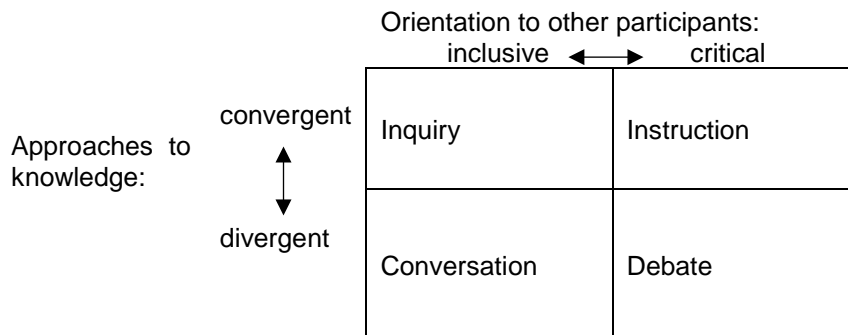 Orientation to other participants:
inclusive critical
convergent
Inquiry Instruction
Approaches to
knowledge:
divergent
Conversation Debate